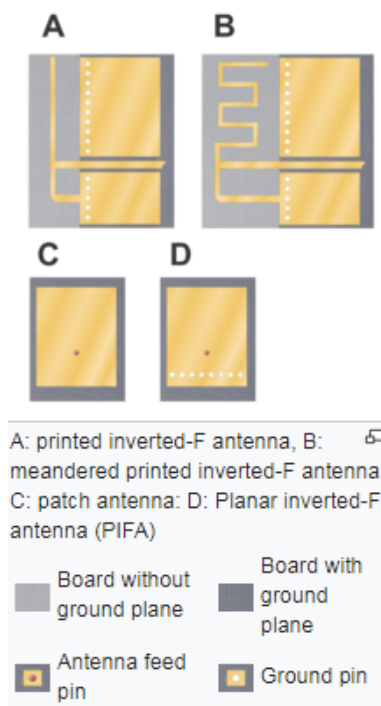 A B
C D
A: printed inverted-F antenna, B:
meandered printed inverted-F antenna
C: patch antenna: D: Planar inverted-F
antenna (PIFA)
Board without
ground plane
Board with
ground
plane
Antenna feed
pin
Ground pin